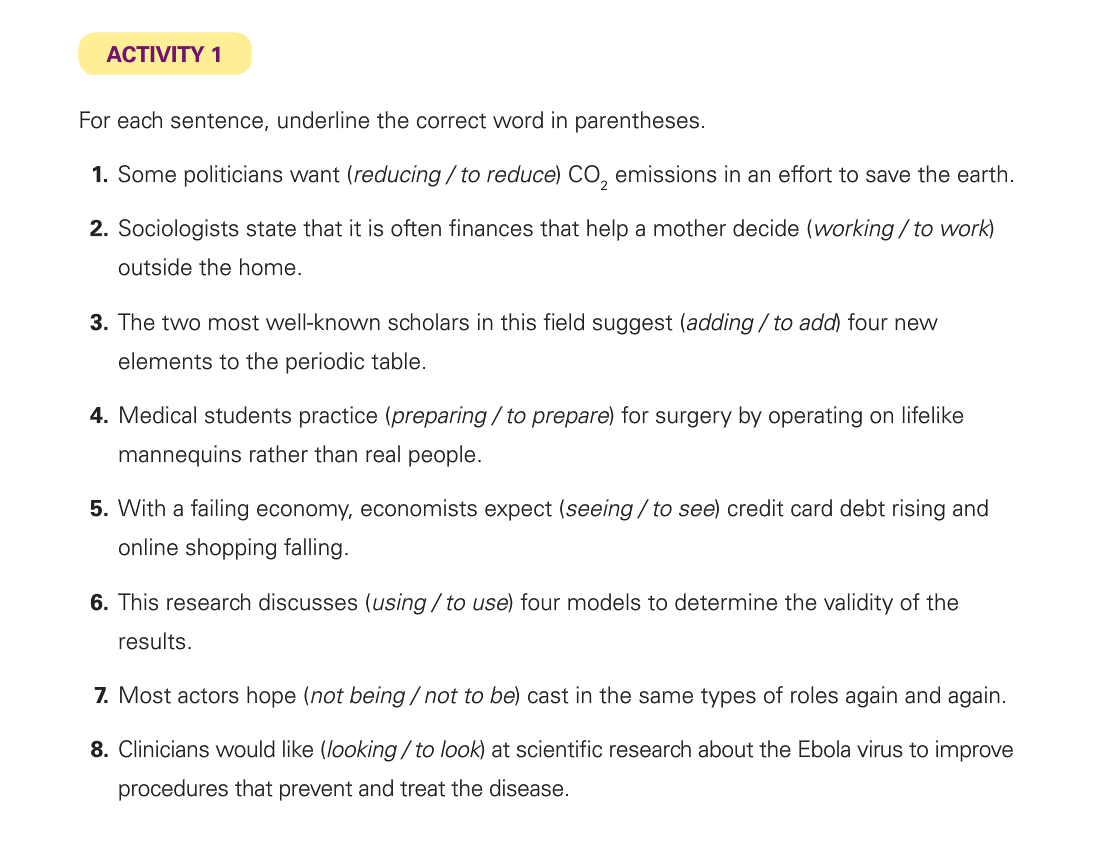 ACTIVITY 1
For each sentence, underline the correct word in parentheses.
1. Some politicians want (reducing / to reduce) CO₂ emissions in an effort to save the earth.
2. Sociologists state that it is often finances that help a mother decide (working / to work)
outside the home.
3. The two most well-known scholars in this field suggest (adding / to add) four new
elements to the periodic table.
4. Medical students practice (preparing / to prepare) for surgery by operating on lifelike
mannequins rather than real people.
5. With a failing economy, economists expect (seeing / to see) credit card debt rising and
online shopping falling.
6. This research discusses (using / to use) four models to determine the validity of the
results.
7. Most actors hope (not being / not to be) cast in the same types of roles again and again.
8. Clinicians would like (looking / to look) at scientific research about the Ebola virus to improve
procedures that prevent and treat the disease.